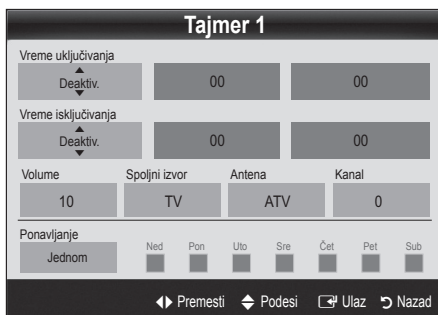 Tajmer 1
Vreme uključivanja
Deaktiv. 00 00
Vreme isključivanja
Deaktiv. 00 00
Volume Spoljni izvor Antena Kanal
10 TV ATV 0
Ponavljanje
Jednom Ned Pon Uto Sre Čet Pet Sub
Premesti Podesi Ulaz Nazad